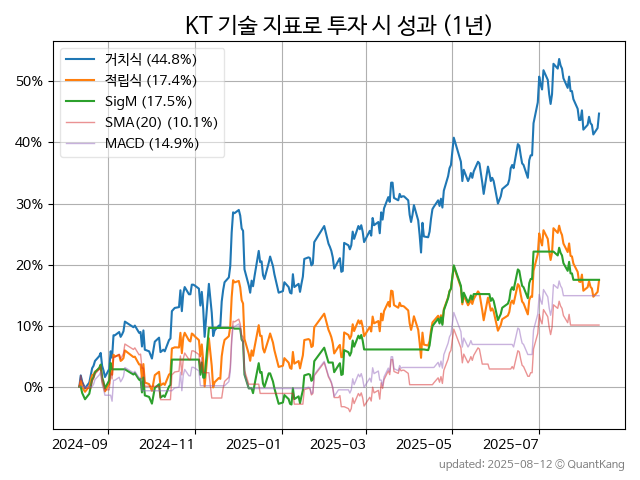 KT 기술 지표로 투자 시 성과 (1년)
거치식 (44.8%)
적립식 (17.4%)
SigM (17.5%)
SMA(20) (10.1%)
MACD (14.9%)
50%
40%
30%
20%
10%
0%
2024-09 2024-11 2025-01 2025-03 2025-05 2025-07
updated: 2025-08-12 © QuantKang